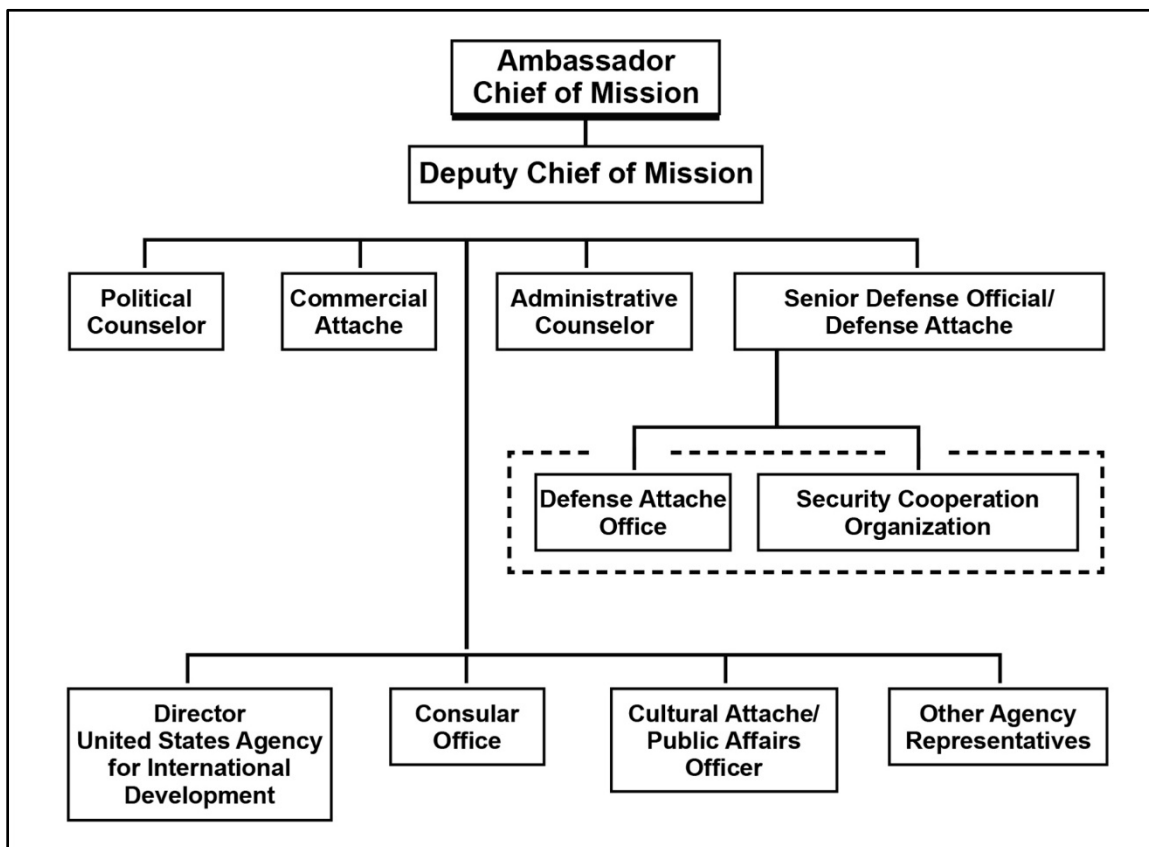 Ambassador
Chief of Mission
Deputy Chief of Mission
Political
Counselor
Commercial
Attache
Administrative
Counselor
Senior Defense Official/
Defense Attache
Defense Attache
Office
Security Cooperation
Organization
Director
United States Agency
for International
Development
Consular
Office
Cultural Attache/
Public Affairs
Officer
Other Agency
Representatives